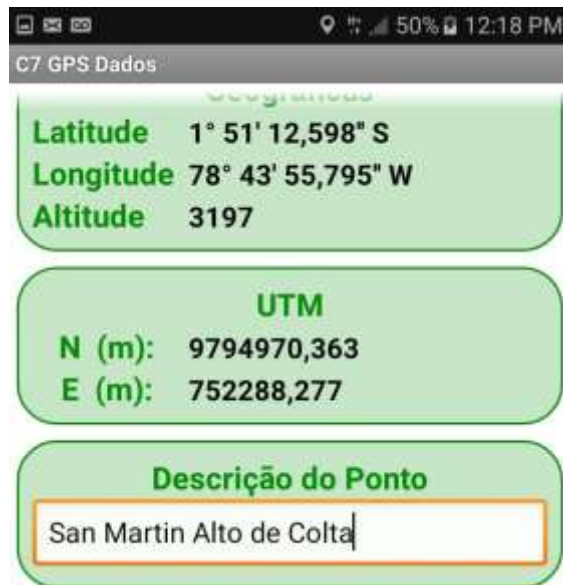 50% 12:18 PM
C7 GPS Dados
Geográficas
Latitude 1° 51' 12,598" S
Longitude 78° 43' 55,795" W
Altitude 3197
UTM
N (m): 9794970,363
E (m): 752288,277
Descrição do Ponto
San Martin Alto de Colta